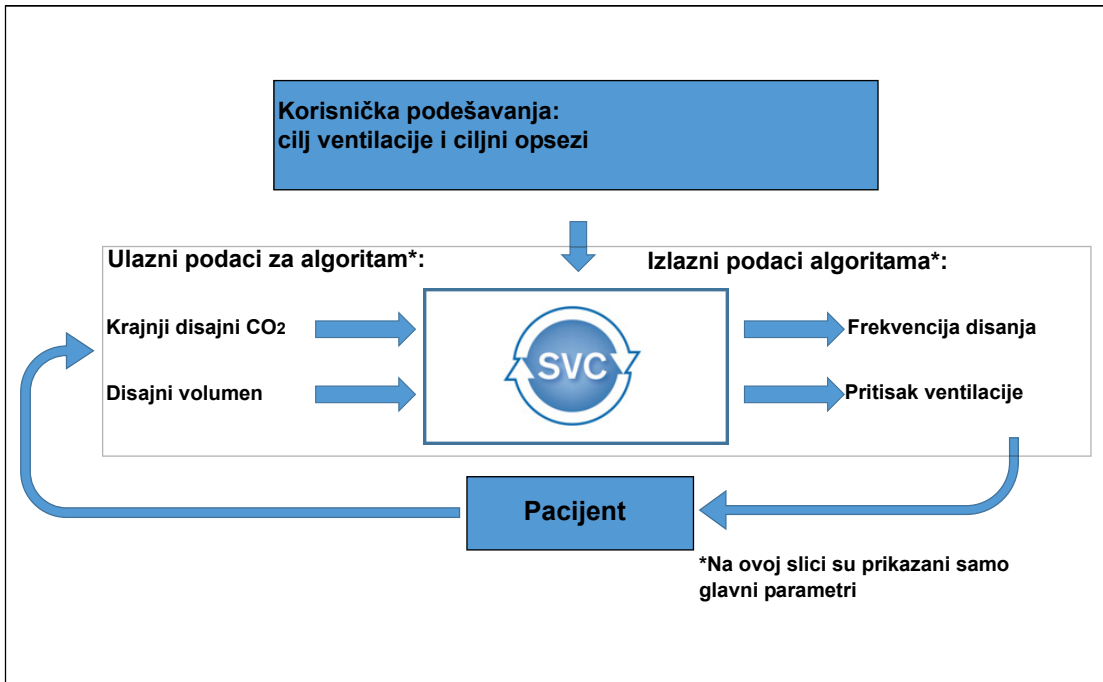 Korisnička podešavanja:
cilj ventilacije i ciljni opsezi
Ulazni podaci za algoritam*:
Izlazni podaci algoritama*:
Krajnji disajni CO2
SVC
Frekvencija disanja
Disajni volumen
Pritisak ventilacije
Pacijent
*Na ovoj slici su prikazani samo
glavni parametri